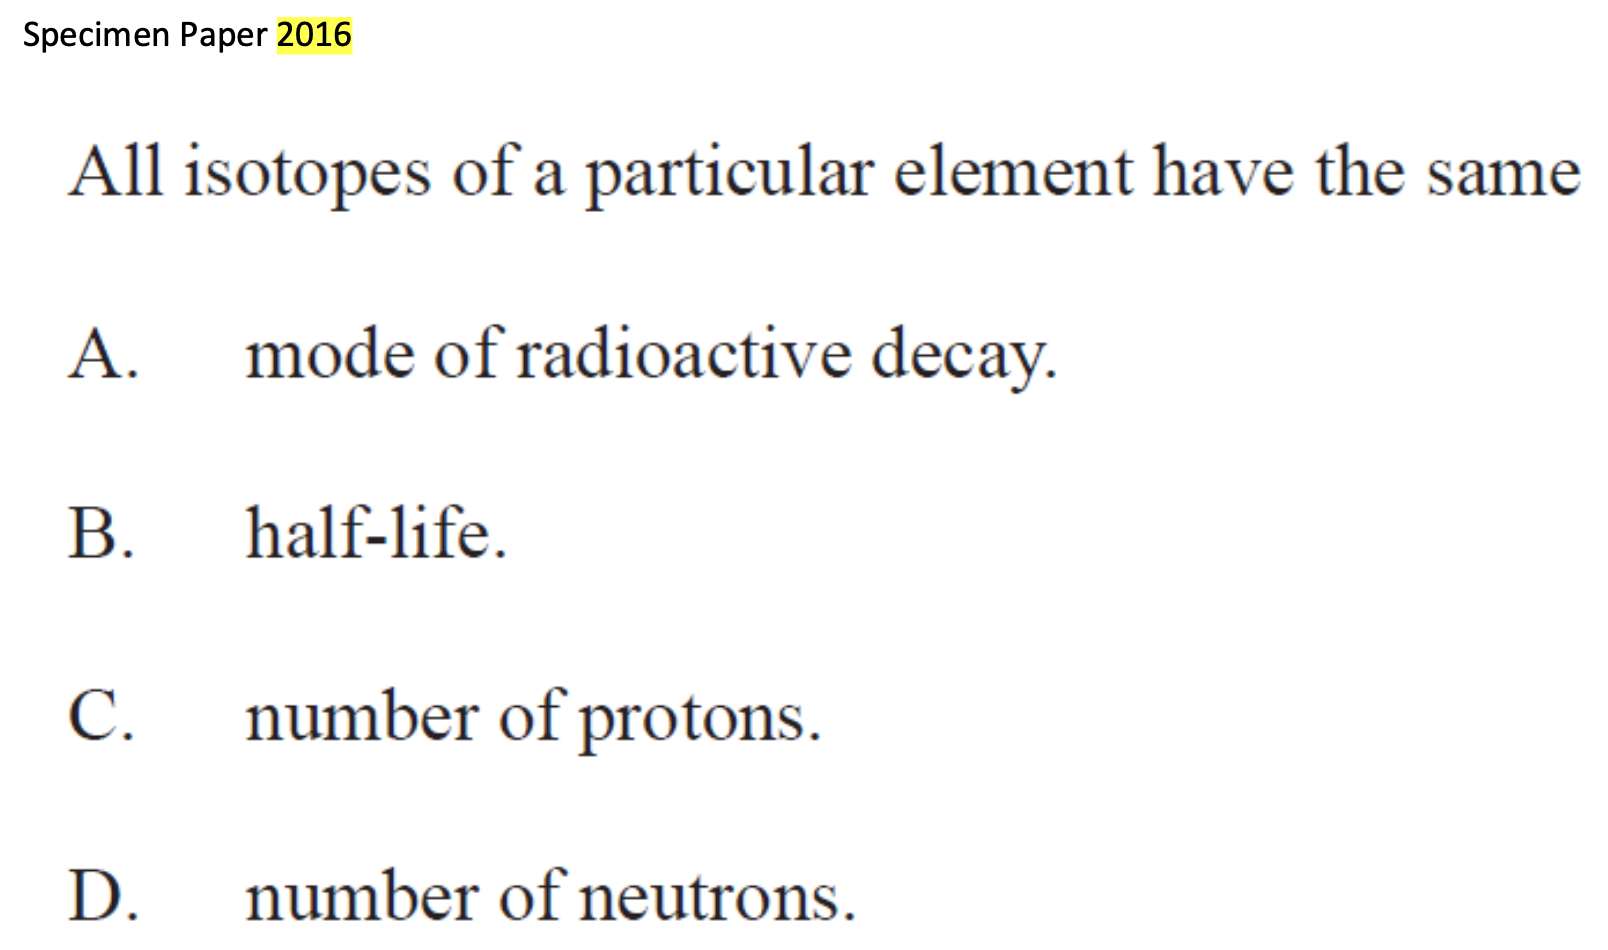 Specimen Paper 2016
All isotopes of a particular element have the same
A. mode of radioactive decay.
B. half-life.
C. number of protons.
D. number of neutrons.